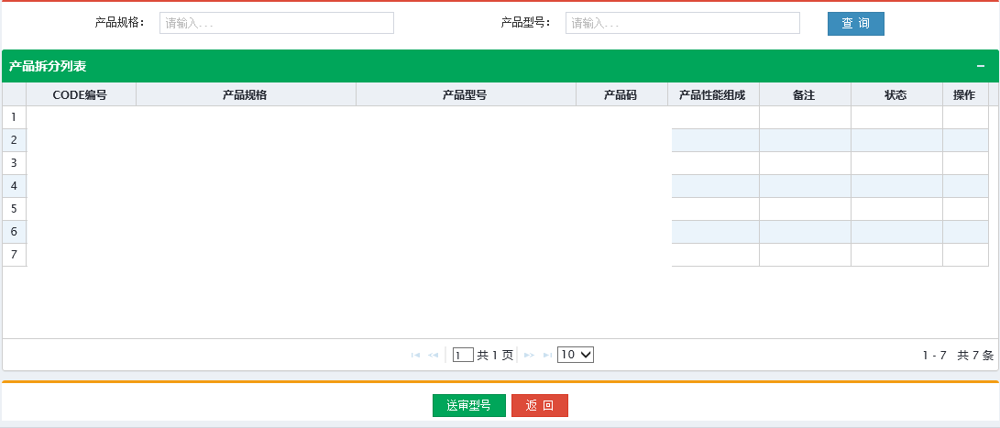 产品规格： 请输入... 产品型号： 请输入... 查 询
产品拆分列表
CODE编号 产品规格 产品型号 产品码 产品性能组成 备注 状态 操作
1
2
3
4
5
6
7
1 共 1 页 10 1 - 7 共 7 条
送审型号 返 回